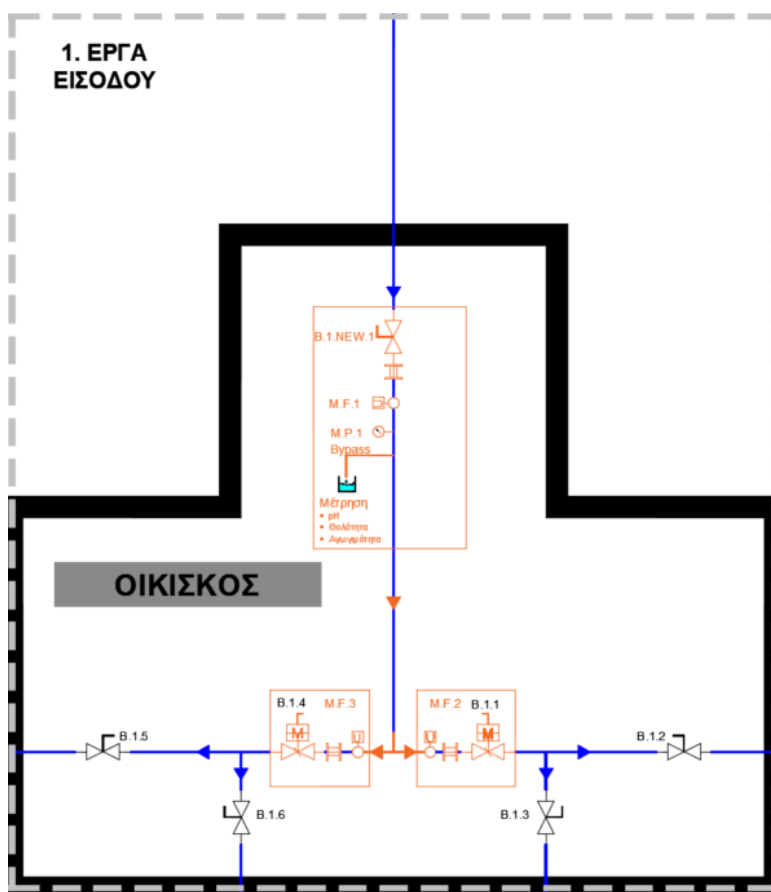 1. ΕΡΓΑ
ΕΙΣΟΔΟΥ
B.1.NEW.1
M.F.1
M.P.1
Bypass
Μέτρηση
• pH
• Θολότητα
• Αγωγιμότητα
ΟΙΚΙΣΚΟΣ
B.1.4
M.F.3
M.F.2
B.1.1
M
U
U
M
B.1.5
B.1.2
B.1.6
B.1.3